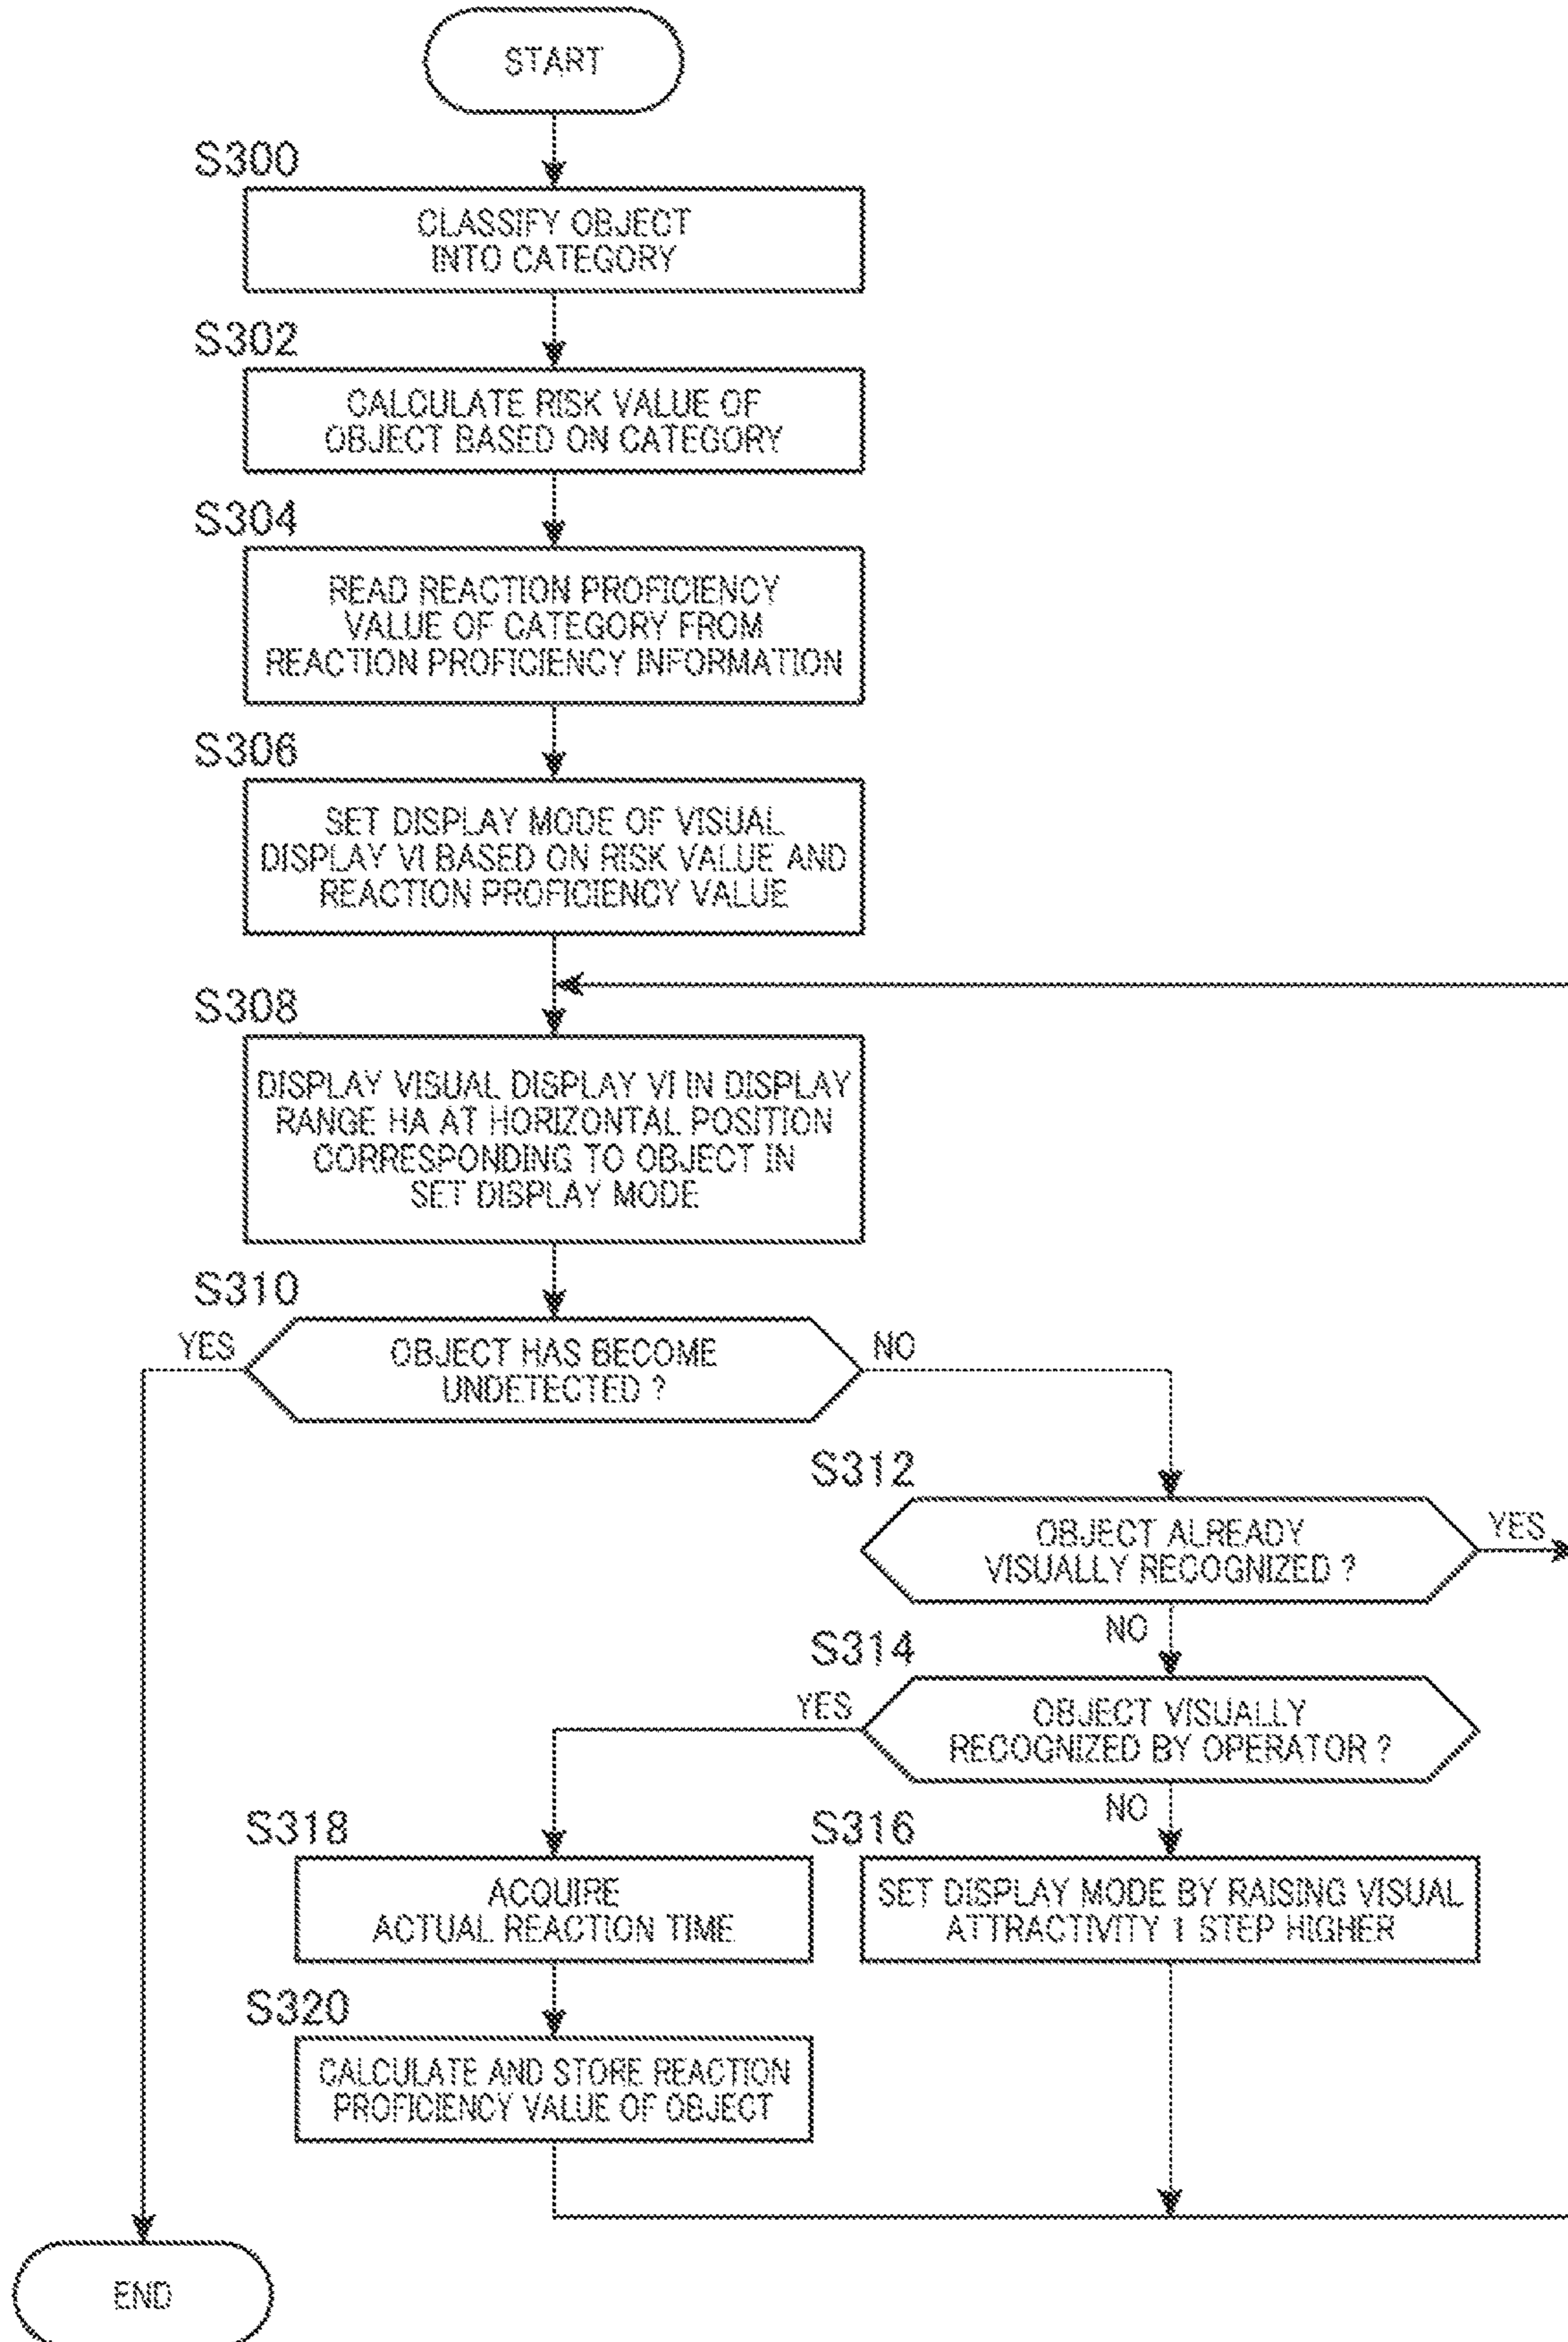 START
S300
CLASSIFY OBJECT
INTO CATEGORY
S302
CALCULATE RISK VALUE OF
OBJECT BASED ON CATEGORY
S304
READ REACTION PROFICIENCY
VALUE OF CATEGORY FROM
REACTION PROFICIENCY INFORMATION
S306
SET DISPLAY MODE OF VISUAL
DISPLAY VI BASED ON RISK VALUE AND
REACTION PROFICIENCY VALUE
S308
DISPLAY VISUAL DISPLAY VI IN DISPLAY
RANGE HA AT HORIZONTAL POSITION
CORRESPONDING TO OBJECT IN
SET DISPLAY MODE
S310
YES
OBJECT HAS BECOME
UNDETECTED ?
NO
S312
OBJECT ALREADY
VISUALLY RECOGNIZED ?
YES
NO
S314
YES
OBJECT VISUALLY
RECOGNIZED BY OPERATOR ?
NO
S318
ACQUIRE
ACTUAL REACTION TIME
S316
SET DISPLAY MODE BY RAISING VISUAL
ATTRACTIVITY 1 STEP HIGHER
S320
CALCULATE AND STORE REACTION
PROFICIENCY VALUE OF OBJECT
END